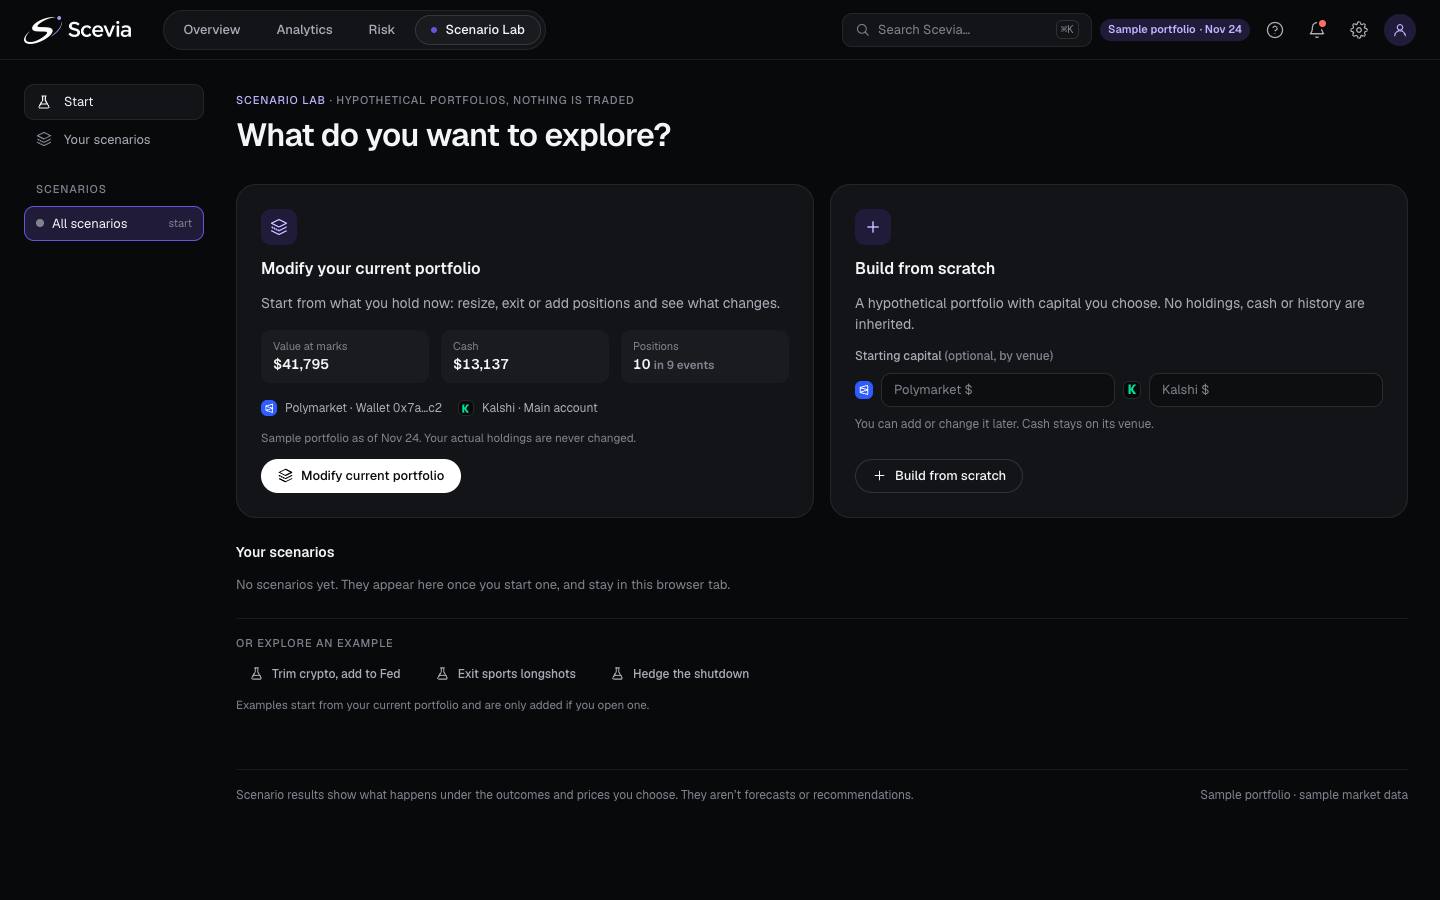 Scevia
Overview
Analytics
Risk
Scenario Lab
Search Scevia...
⌘K
Sample portfolio · Nov 24
Start
Your scenarios
SCENARIOS
All scenarios
start
SCENARIO LAB · HYPOTHETICAL PORTFOLIOS, NOTHING IS TRADED
What do you want to explore?
Modify your current portfolio
Start from what you hold now: resize, exit or add positions and see what changes.
Value at marks
$41,795
Cash
$13,137
Positions
10 in 9 events
Polymarket · Wallet 0x7a...c2
K
Kalshi · Main account
Sample portfolio as of Nov 24. Your actual holdings are never changed.
Modify current portfolio
Build from scratch
A hypothetical portfolio with capital you choose. No holdings, cash or history are
inherited.
Starting capital (optional, by venue)
Polymarket $
K
Kalshi $
You can add or change it later. Cash stays on its venue.
Build from scratch
Your scenarios
No scenarios yet. They appear here once you start one, and stay in this browser tab.
OR EXPLORE AN EXAMPLE
Trim crypto, add to Fed
Exit sports longshots
Hedge the shutdown
Examples start from your current portfolio and are only added if you open one.
Scenario results show what happens under the outcomes and prices you choose. They aren't forecasts or recommendations.
Sample portfolio · sample market data